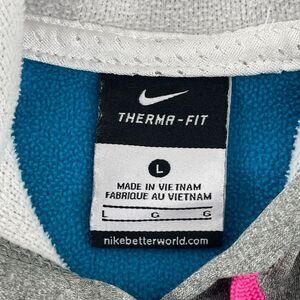 THERMA-FIT
L
MADE IN VIETNAM
FABRIQUE AU VIETNAM
L G G
nikebetterworld.com